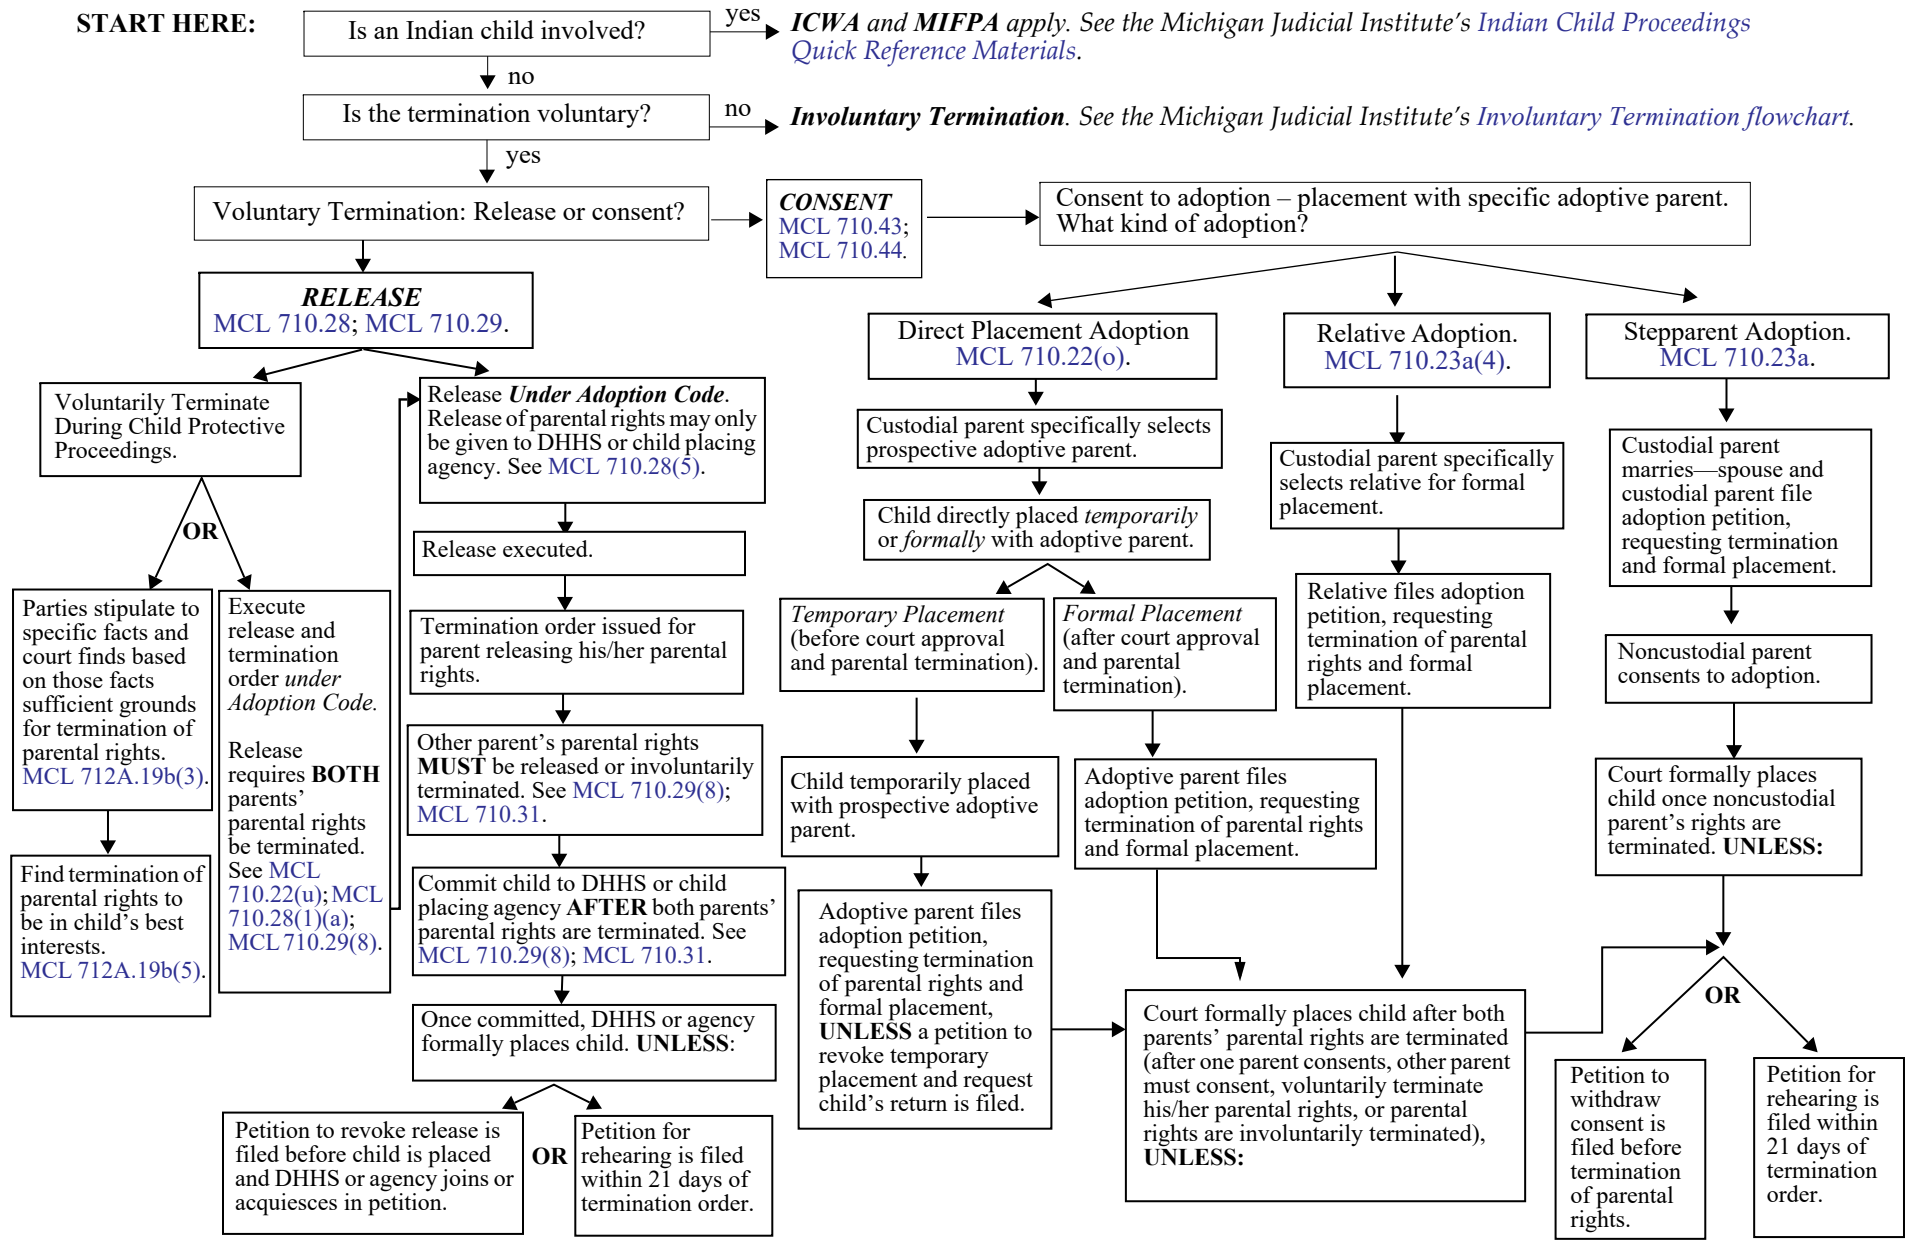 START HERE:
Is an Indian child involved?
yes
ICWA and MIFPA apply. See the Michigan Judicial Institute's Indian Child Proceedings
Quick Reference Materials.
no
Is the termination voluntary?
no
Involuntary Termination. See the Michigan Judicial Institute's Involuntary Termination flowchart.
yes
Voluntary Termination: Release or consent?
CONSENT
MCL 710.43;
MCL 710.44.
Consent to adoption – placement with specific adoptive parent.
What kind of adoption?
RELEASE
MCL 710.28; MCL 710.29.
Voluntarily Terminate
During Child Protective
Proceedings.
OR
Parties stipulate to
specific facts and
court finds based
on those facts
sufficient grounds
for termination of
parental rights.
MCL 712A.19b(3).
Find termination of
parental rights to
be in child's best
interests.
MCL 712A.19b(5).
Execute
release and
termination
order under
Adoption Code.
Release
requires BOTH
parents'
parental rights
be terminated.
See MCL
710.22(u); MCL
710.28(1)(a);
MCL 710.29(8).
Release Under Adoption Code.
Release of parental rights may only
be given to DHHS or child placing
agency. See MCL 710.28(5).
Release executed.
Termination order issued for
parent releasing his/her parental
rights.
Other parent's parental rights
MUST be released or involuntarily
terminated. See MCL 710.29(8);
MCL 710.31.
Commit child to DHHS or child
placing agency AFTER both parents'
parental rights are terminated. See
MCL 710.29(8); MCL 710.31.
Once committed, DHHS or agency
formally places child. UNLESS:
Petition to revoke release is
filed before child is placed
and DHHS or agency joins or
acquiesces in petition.
OR
Petition for
rehearing is filed
within 21 days of
termination order.
Direct Placement Adoption
MCL 710.22(o).
Custodial parent specifically selects
prospective adoptive parent.
Child directly placed temporarily
or formally with adoptive parent.
Temporary Placement
(before court approval
and parental termination).
Child temporarily placed
with prospective adoptive
parent.
Adoptive parent files
adoption petition,
requesting termination
of parental rights and
formal placement,
UNLESS a petition to
revoke temporary
placement and request
child's return is filed.
Formal Placement
(after court approval
and parental
termination).
Adoptive parent files
adoption petition, requesting
termination of parental rights
and formal placement.
Relative Adoption.
MCL 710.23a(4).
Custodial parent specifically
selects relative for formal
placement.
Relative files adoption
petition, requesting
termination of parental
rights and formal
placement.
Court formally places child after both
parents' parental rights are terminated
(after one parent consents, other parent
must consent, voluntarily terminate
his/her parental rights, or parental
rights are involuntarily terminated),
UNLESS:
Stepparent Adoption.
MCL 710.23a.
Custodial parent
marries—spouse and
custodial parent file
adoption petition,
requesting termination
and formal placement.
Noncustodial parent
consents to adoption.
Court formally places
child once noncustodial
parent's rights are
terminated. UNLESS:
OR
Petition to
withdraw
consent is
filed before
termination
of parental
rights.
Petition for
rehearing is
filed within
21 days of
termination
order.